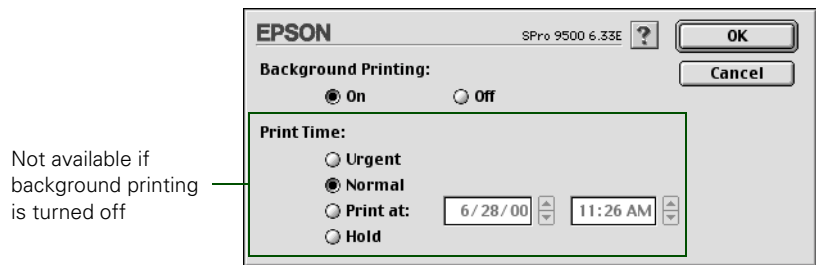 EPSON SPro 9500 6.33E ? OK
Background Printing: Cancel
On Off
Print Time:
Urgent
Normal
Print at: 6/28/00 11:26 AM
Hold
Not available if
background printing
is turned off